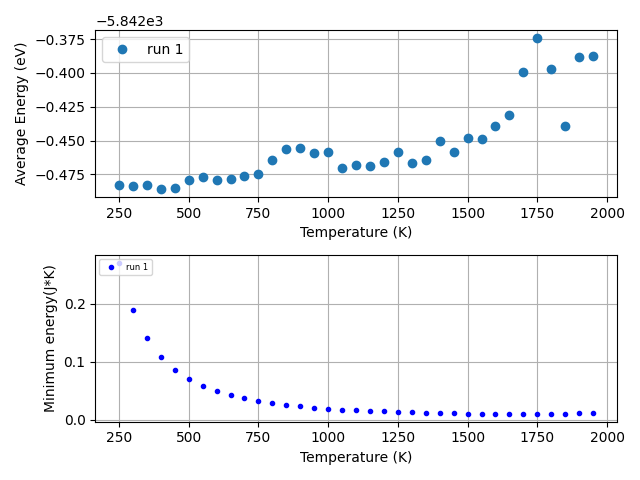 −5.842e3
−0.375
−0.400
−0.425
−0.450
−0.475
Average Energy (eV)
run 1
250 500 750 1000 1250 1500 1750 2000
Temperature (K)
0.2
0.1
0.0
Minimum energy(J*K)
run 1
250 500 750 1000 1250 1500 1750 2000
Temperature (K)